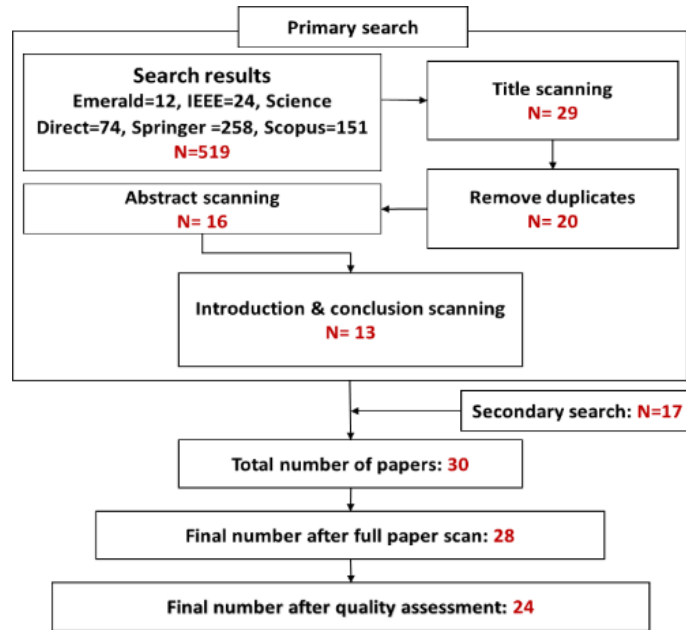 Primary search
Search results
Emerald=12, IEEE=24, Science
Direct=74, Springer =258, Scopus=151
N=519
Title scanning
N= 29
Remove duplicates
N= 20
Abstract scanning
N= 16
Introduction & conclusion scanning
N= 13
Secondary search: N=17
Total number of papers: 30
Final number after full paper scan: 28
Final number after quality assessment: 24